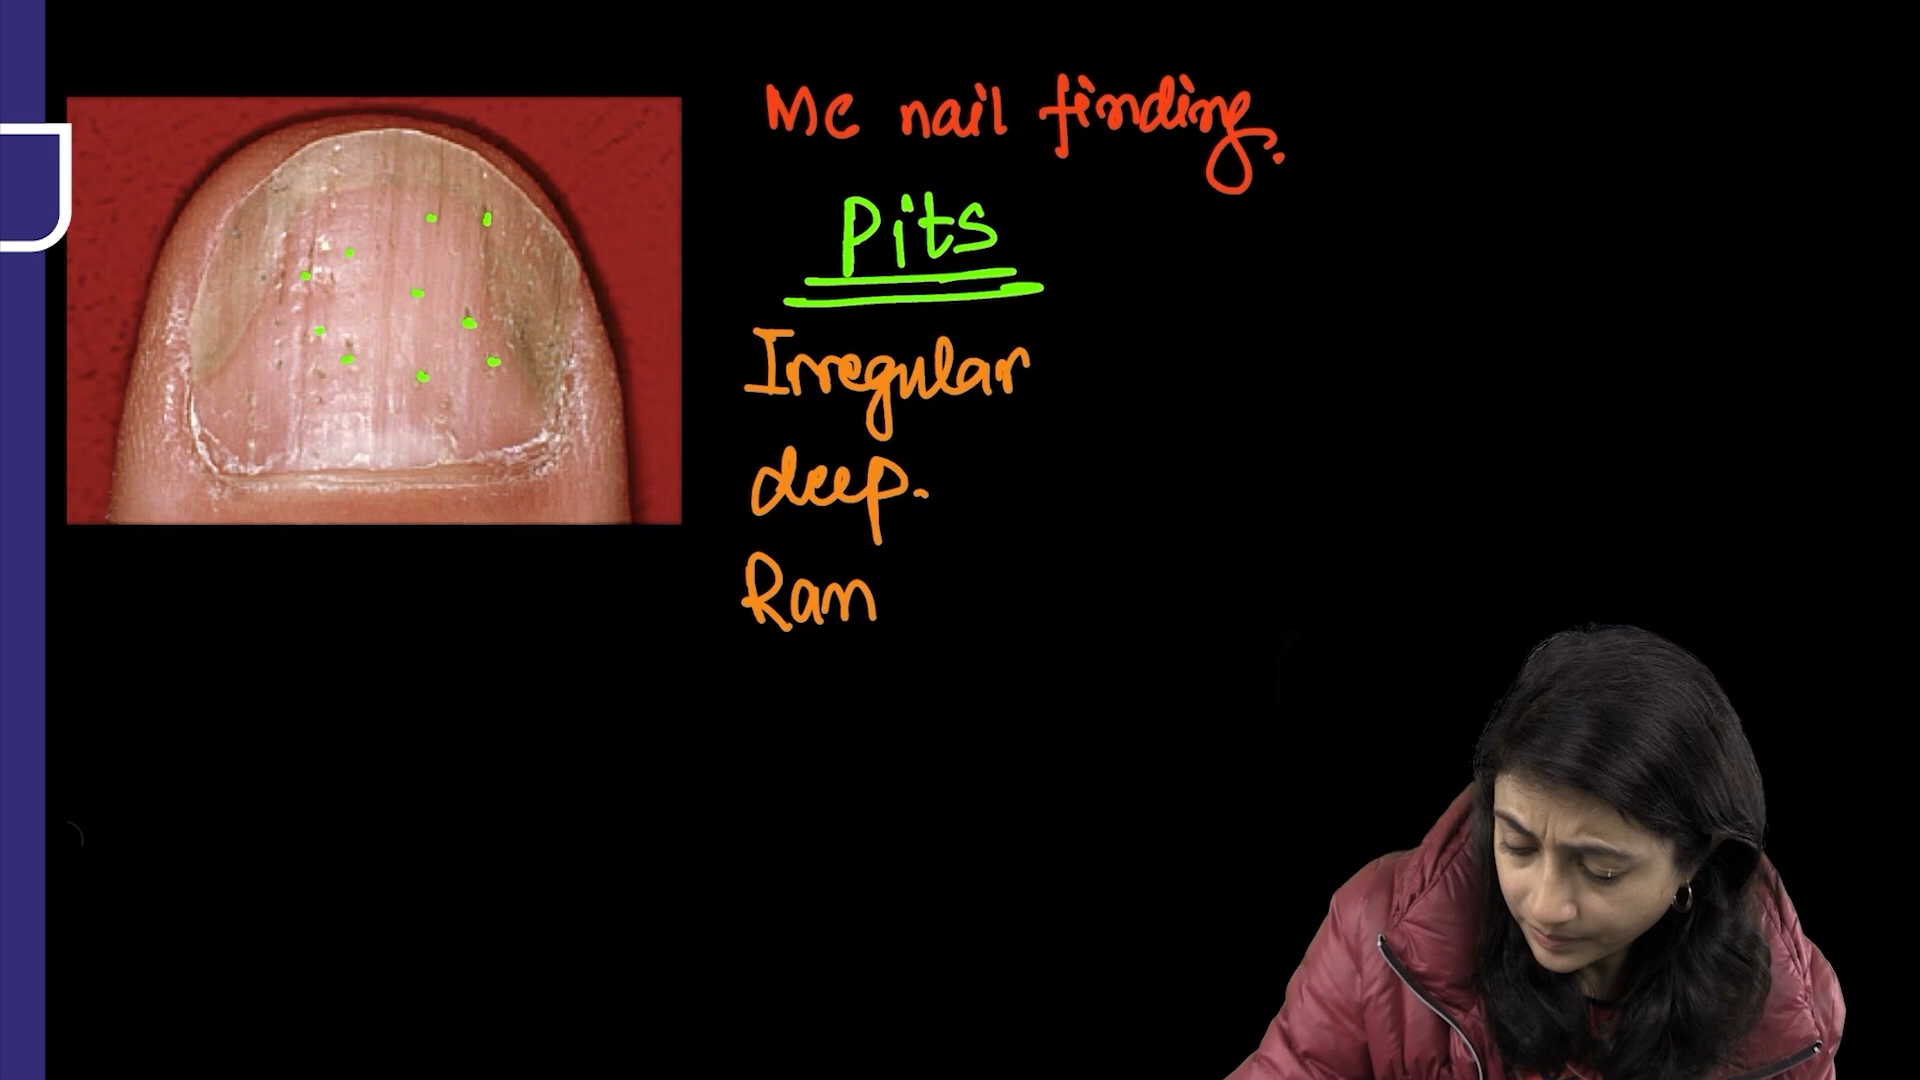 MC nail finding.
Pits
Irregular
deep.
Ran